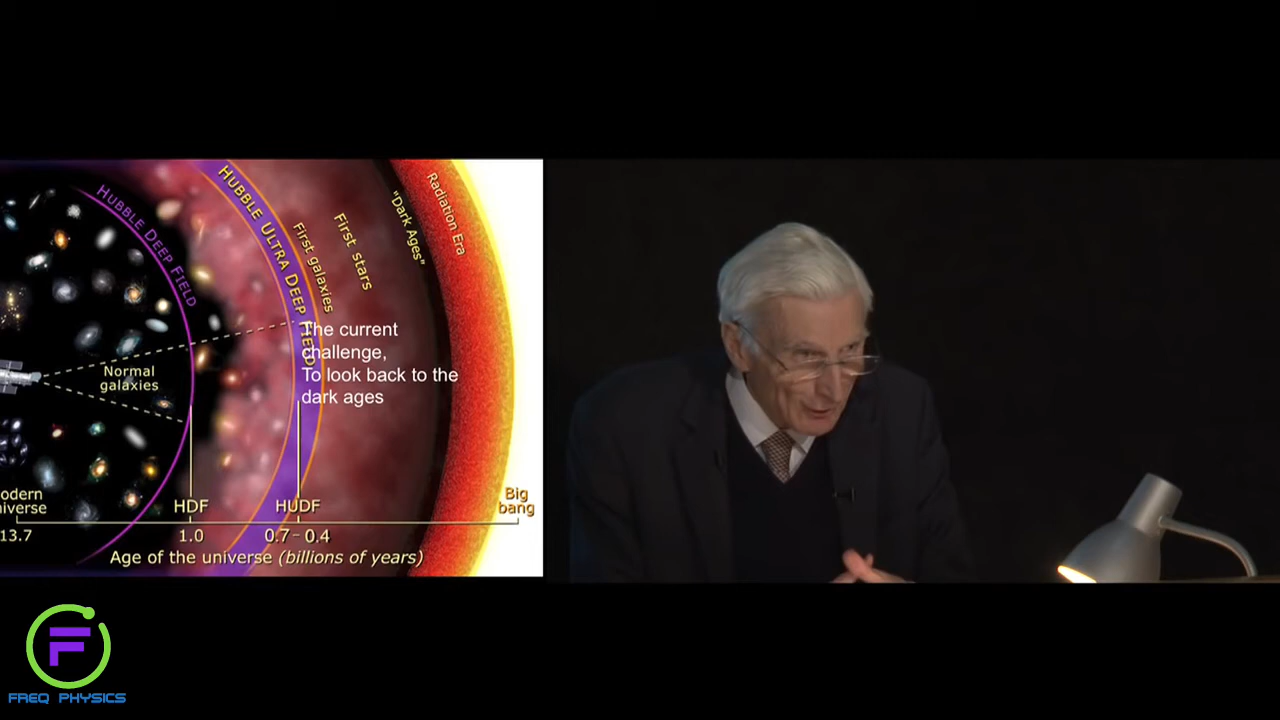 HUBBLE DEEP FIELD
HUBBLE ULTRA DEEP FIELD
First galaxies
First stars
"Dark Ages"
Radiation Era
The current
challenge,
To look back to the
dark ages
Normal
galaxies
odern
iverse
HDF
HUDF
Big
bang
13.7
1.0
0.7 - 0.4
Age of the universe (billions of years)
F
FREQ PHYSICS